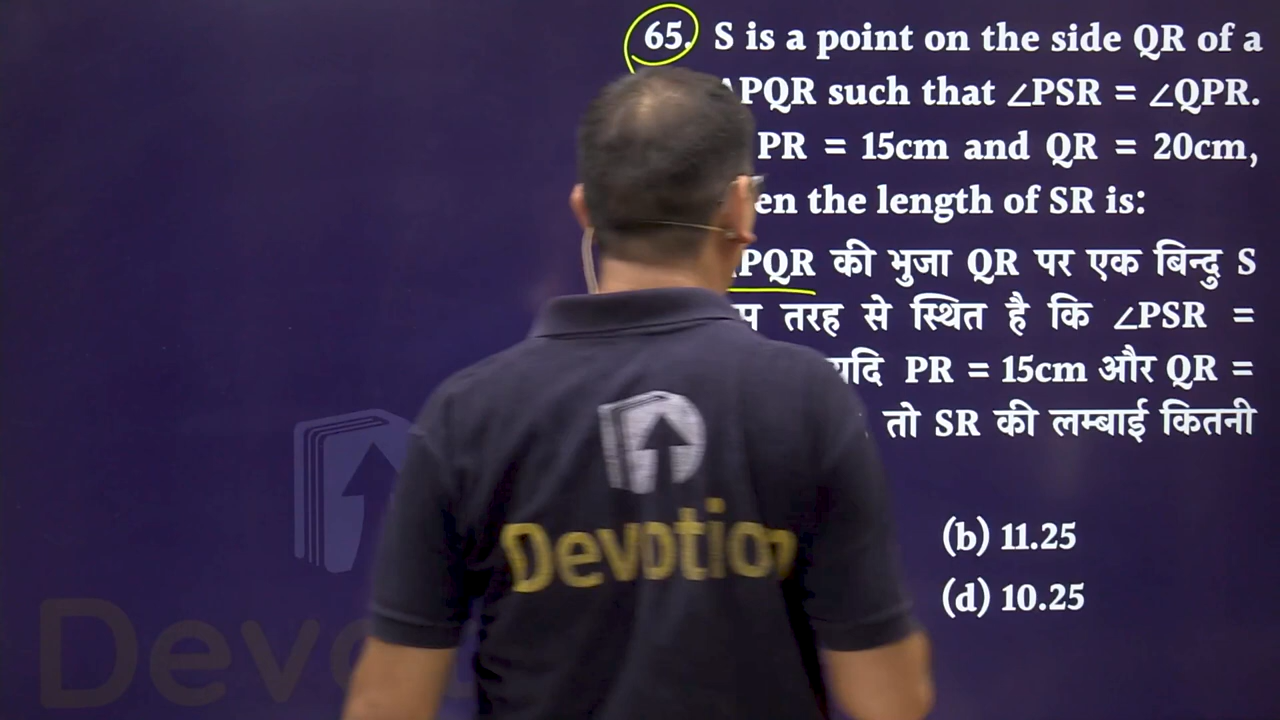 65. S is a point on the side QR of a
PQR such that ∠PSR = ∠QPR.
PR = 15cm and QR = 20cm,
en the length of SR is:
PQR की भुजा QR पर एक बिन्दु S
तरह से स्थित है कि ∠PSR =
यदि PR = 15cm और QR =
तो SR की लम्बाई कितनी
(b) 11.25
(d) 10.25
Devotion
Devo